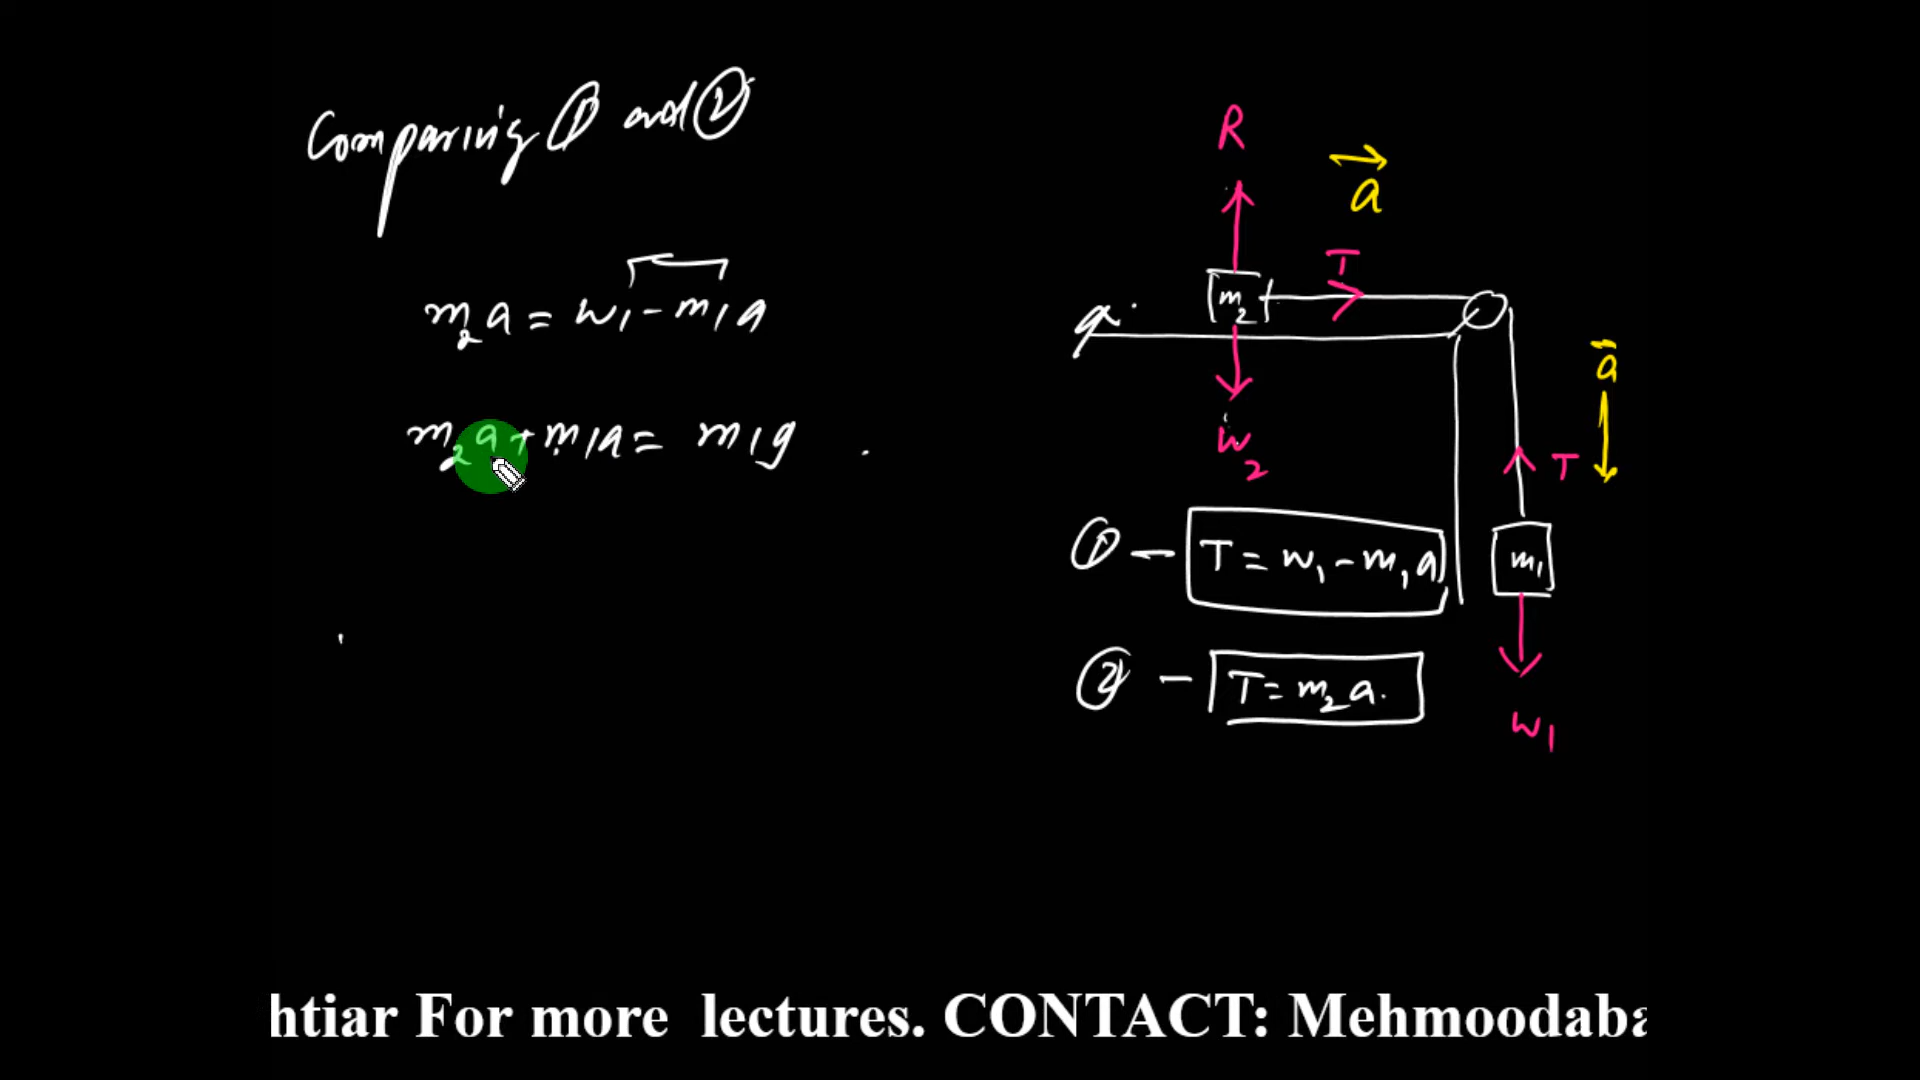 Comparing ① and ②
m₂a = w₁ - m₁a
m₂a + m₁a = m₁g .
R
a
T
m₂
w₂
a
T
m₁
w₁
① - T = w₁ - m₁a
② - T = m₂a.
htiar For more lectures. CONTACT: Mehmoodaba